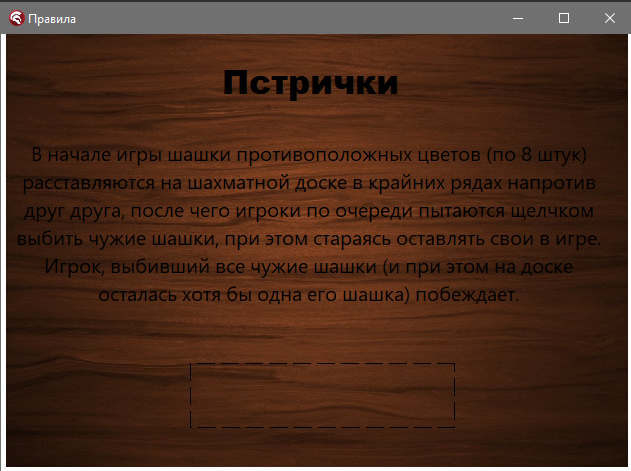 Правила
Пстрички
В начале игры шашки противоположных цветов (по 8 штук)
расставляются на шахматной доске в крайних рядах напротив
друг друга, после чего игроки по очереди пытаются щелчком
выбить чужие шашки, при этом стараясь оставлять свои в игре.
Игрок, выбивший все чужие шашки (и при этом на доске
осталась хотя бы одна его шашка) побеждает.